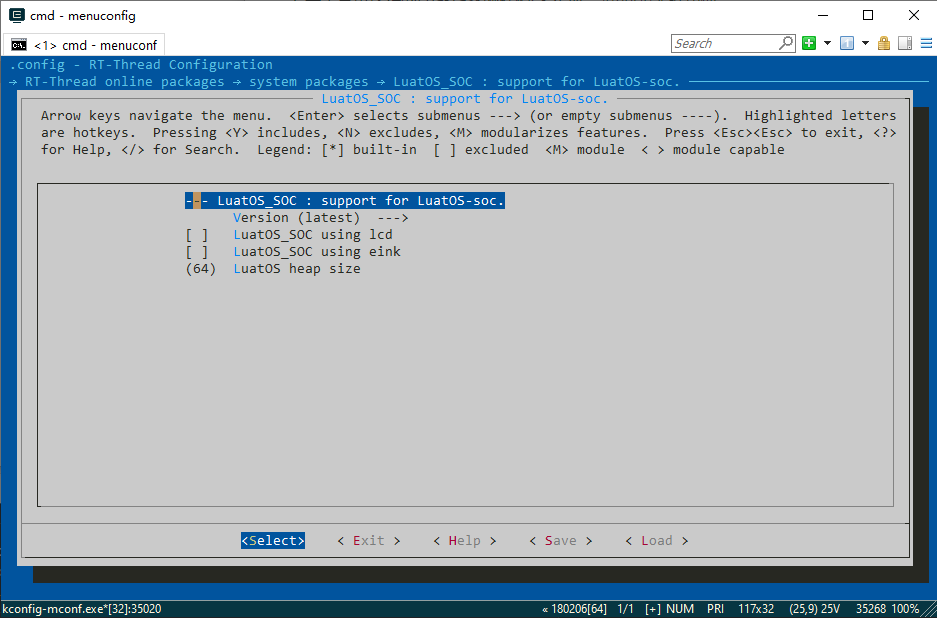 cmd - menuconfig
<1> cmd - menuconf
Search
.config - RT-Thread Configuration
→ RT-Thread online packages → system packages → LuatOS_SOC : support for LuatOS-soc.
LuatOS_SOC : support for LuatOS-soc.
Arrow keys navigate the menu.  <Enter> selects submenus ---> (or empty submenus ----).  Highlighted letters
are hotkeys.  Pressing <Y> includes, <N> excludes, <M> modularizes features.  Press <Esc><Esc> to exit, <?>
for Help, </> for Search.  Legend: [*] built-in  [ ] excluded  <M> module  < > module capable
--- LuatOS_SOC : support for LuatOS-soc.
Version (latest)  --->
[ ]   LuatOS_SOC using lcd
[ ]   LuatOS_SOC using eink
(64)  LuatOS heap size
<Select>    < Exit >    < Help >    < Save >    < Load >
kconfig-mconf.exe*[32]:35020 « 180206[64] 1/1 [+] NUM PRI 117x32 (25,9) 25V 35268 100%